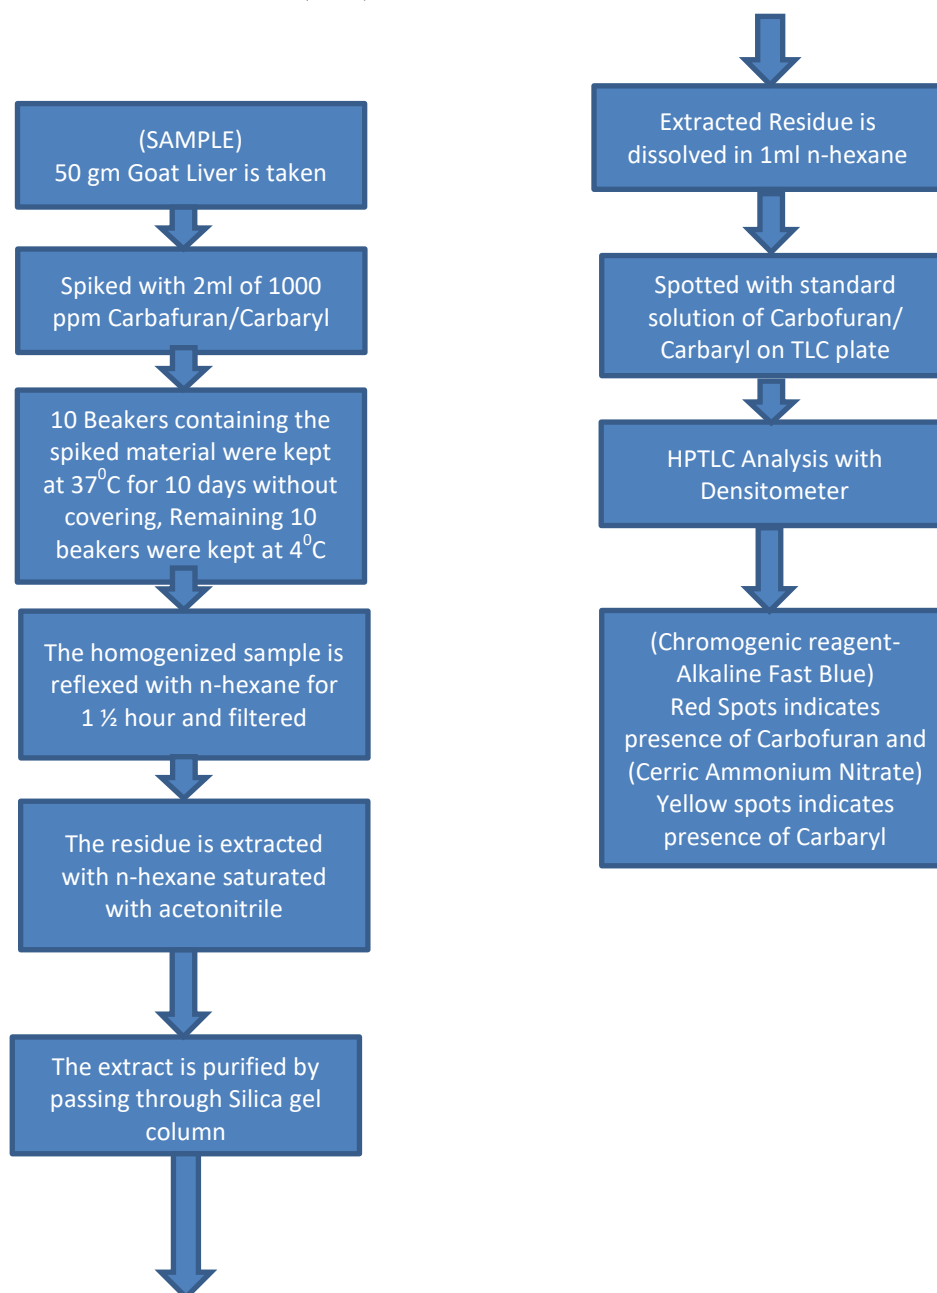 (SAMPLE)
50 gm Goat Liver is taken
Spiked with 2ml of 1000
ppm Carbafuran/Carbaryl
10 Beakers containing the
spiked material were kept
at 37⁰C for 10 days without
covering, Remaining 10
beakers were kept at 4⁰C
The homogenized sample is
reflexed with n-hexane for
1 ½ hour and filtered
The residue is extracted
with n-hexane saturated
with acetonitrile
The extract is purified by
passing through Silica gel
column
Extracted Residue is
dissolved in 1ml n-hexane
Spotted with standard
solution of Carbofuran/
Carbaryl on TLC plate
HPTLC Analysis with
Densitometer
(Chromogenic reagent-
Alkaline Fast Blue)
Red Spots indicates
presence of Carbofuran and
(Cerric Ammonium Nitrate)
Yellow spots indicates
presence of Carbaryl